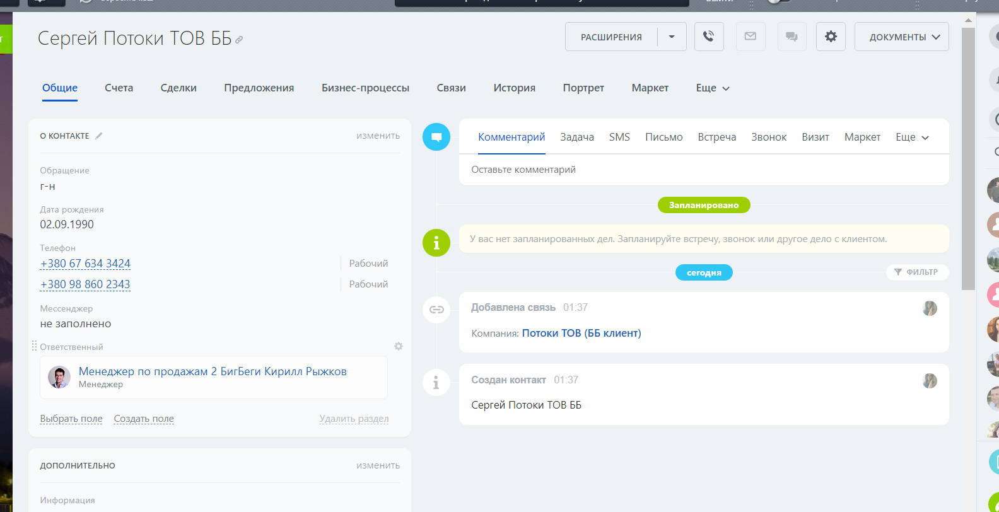 Сергей Потоки ТОВ ББ
РАСШИРЕНИЯ
ДОКУМЕНТЫ
Общие Счета Сделки Предложения Бизнес-процессы Связи История Портрет Маркет Еще
О КОНТАКТЕ
изменить
Обращение
г-н
Дата рождения
02.09.1990
Телефон
+380 67 634 3424 Рабочий
+380 98 860 2343 Рабочий
Мессенджер
не заполнено
Ответственный
Менеджер по продажам 2 БигБеги Кирилл Рыжков
Менеджер
Выбрать поле Создать поле Удалить раздел
ДОПОЛНИТЕЛЬНО
изменить
Информация
Комментарий Задача SMS Письмо Встреча Звонок Визит Маркет Еще
Оставьте комментарий
Запланировано
У вас нет запланированных дел. Запланируйте встречу, звонок или другое дело с клиентом.
сегодня
ФИЛЬТР
Добавлена связь 01:37
Компания: Потоки ТОВ (ББ клиент)
Создан контакт 01:37
Сергей Потоки ТОВ ББ